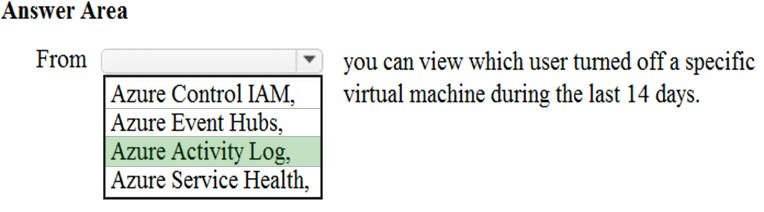 Answer Area
From you can view which user turned off a specific
virtual machine during the last 14 days.
Azure Control IAM,
Azure Event Hubs,
Azure Activity Log,
Azure Service Health,